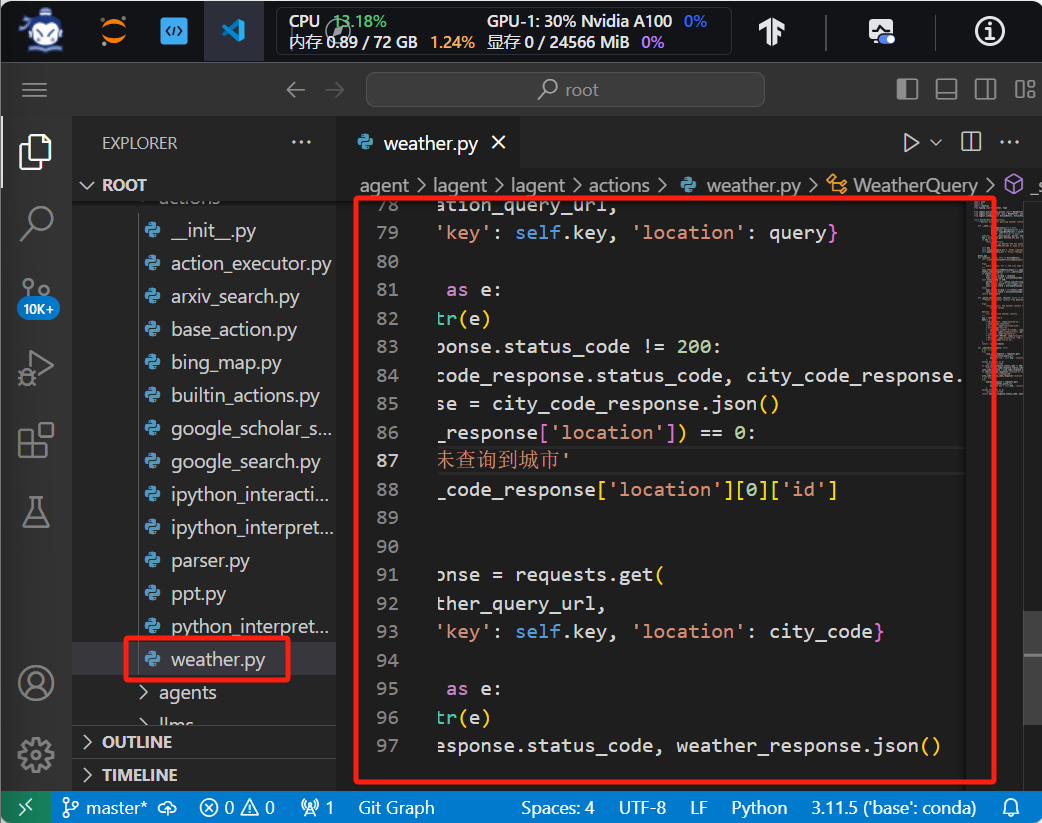 CPU 13.18% GPU-1: 30% Nvidia A100 0%
内存 0.89 / 72 GB 1.24% 显存 0 / 24566 MiB 0%
root
EXPLORER
weather.py
ROOT
agent > lagent > lagent > actions > weather.py > WeatherQuery >
actions
__init__.py
action_executor.py
arxiv_search.py
base_action.py
bing_map.py
builtin_actions.py
google_scholar_s...
google_search.py
ipython_interacti...
ipython_interpret...
parser.py
ppt.py
python_interpret...
weather.py
agents
llms
OUTLINE
TIMELINE
10K+
78 ation_query_url,
79 'key': self.key, 'location': query}
80
81 as e:
82 tr(e)
83 ponse.status_code != 200:
84 code_response.status_code, city_code_response.
85 se = city_code_response.json()
86 _response['location']) == 0:
87 未查询到城市'
88 _code_response['location'][0]['id']
89
90
91 onse = requests.get(
92 ther_query_url,
93 'key': self.key, 'location': city_code}
94
95 as e:
96 tr(e)
97 esponse.status_code, weather_response.json()
master* 0 0 1 Git Graph Spaces: 4 UTF-8 LF Python 3.11.5 ('base': conda)